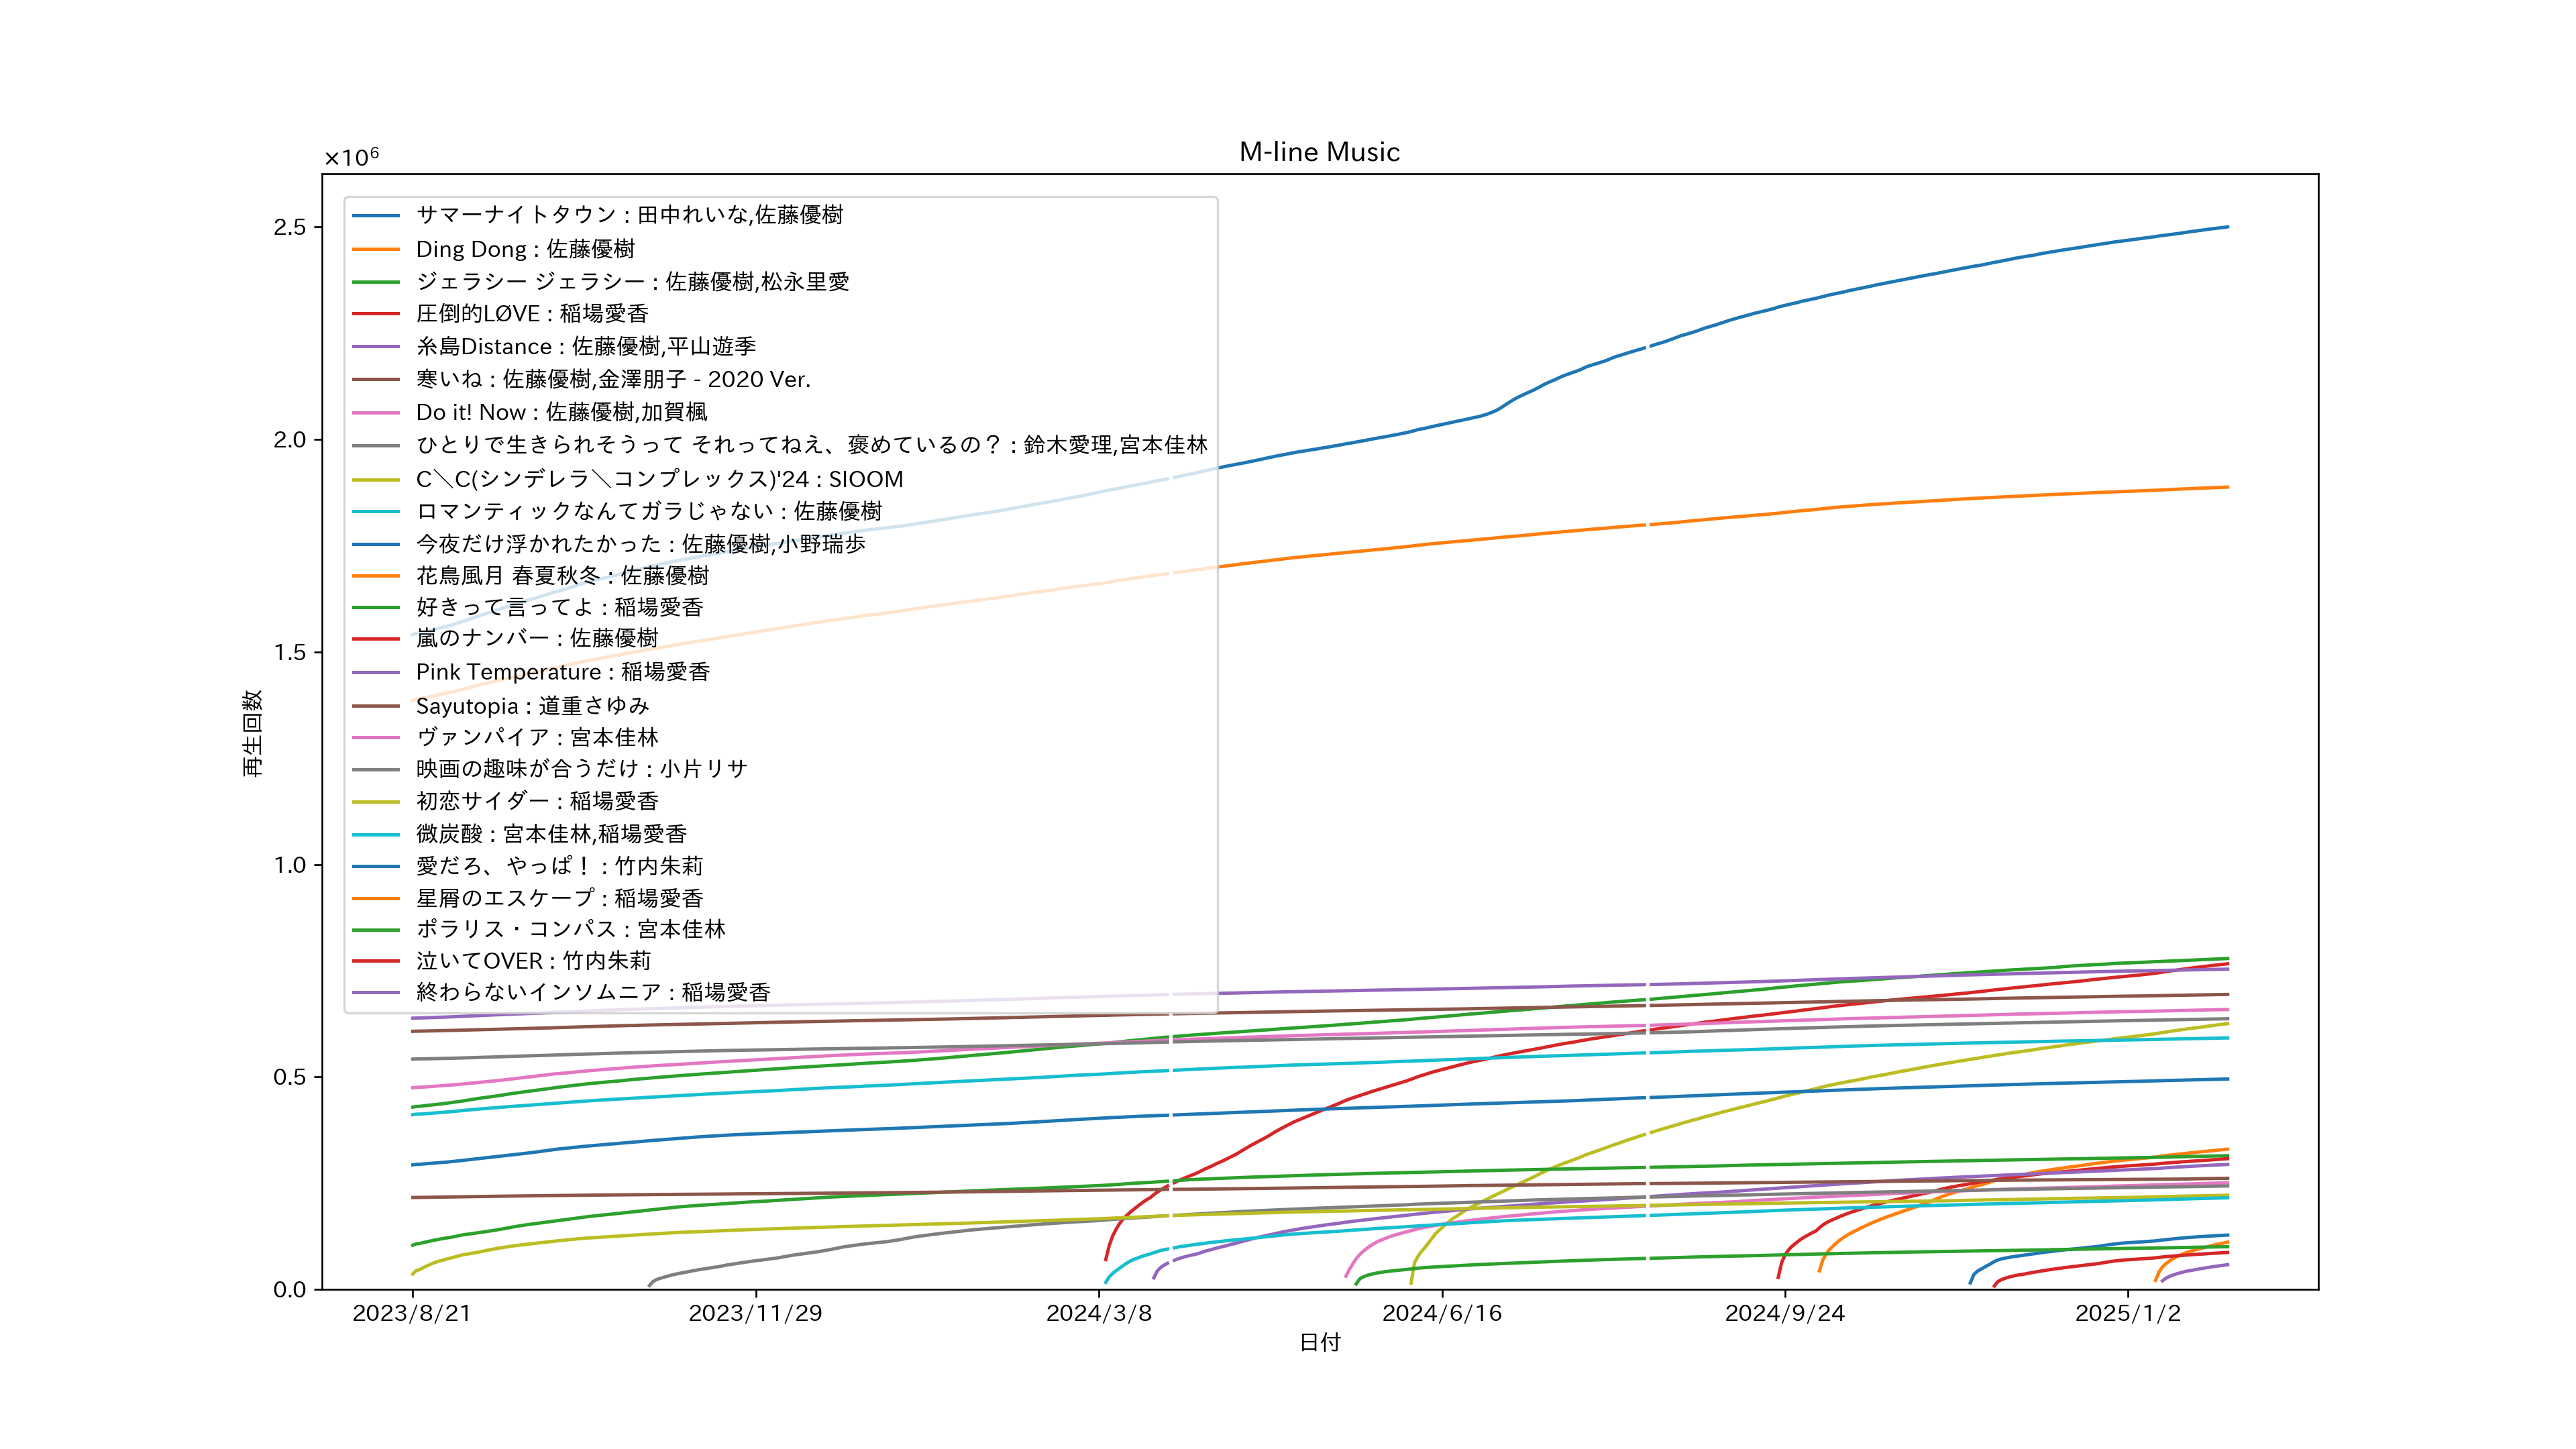 M-line Music
×10⁶
サマーナイトタウン : 田中れいな,佐藤優樹
Ding Dong : 佐藤優樹
ジェラシー ジェラシー : 佐藤優樹,松永里愛
圧倒的LØVE : 稲場愛香
糸島Distance : 佐藤優樹,平山遊季
寒いね : 佐藤優樹,金澤朋子 - 2020 Ver.
Do it! Now : 佐藤優樹,加賀楓
ひとりで生きられそうって それってねえ、褒めているの？ : 鈴木愛理,宮本佳林
C＼C(シンデレラ＼コンプレックス)'24 : SIOOM
ロマンティックなんてガラじゃない : 佐藤優樹
今夜だけ浮かれたかった : 佐藤優樹,小野瑞歩
花鳥風月 春夏秋冬 : 佐藤優樹
好きって言ってよ : 稲場愛香
嵐のナンバー : 佐藤優樹
Pink Temperature : 稲場愛香
Sayutopia : 道重さゆみ
ヴァンパイア : 宮本佳林
映画の趣味が合うだけ : 小片リサ
初恋サイダー : 稲場愛香
微炭酸 : 宮本佳林,稲場愛香
愛だろ、やっぱ！ : 竹内朱莉
星屑のエスケープ : 稲場愛香
ポラリス・コンパス : 宮本佳林
泣いてOVER : 竹内朱莉
終わらないインソムニア : 稲場愛香
2.5
2.0
1.5
1.0
0.5
0.0
再生回数
2023/8/21
2023/11/29
2024/3/8
2024/6/16
2024/9/24
2025/1/2
日付